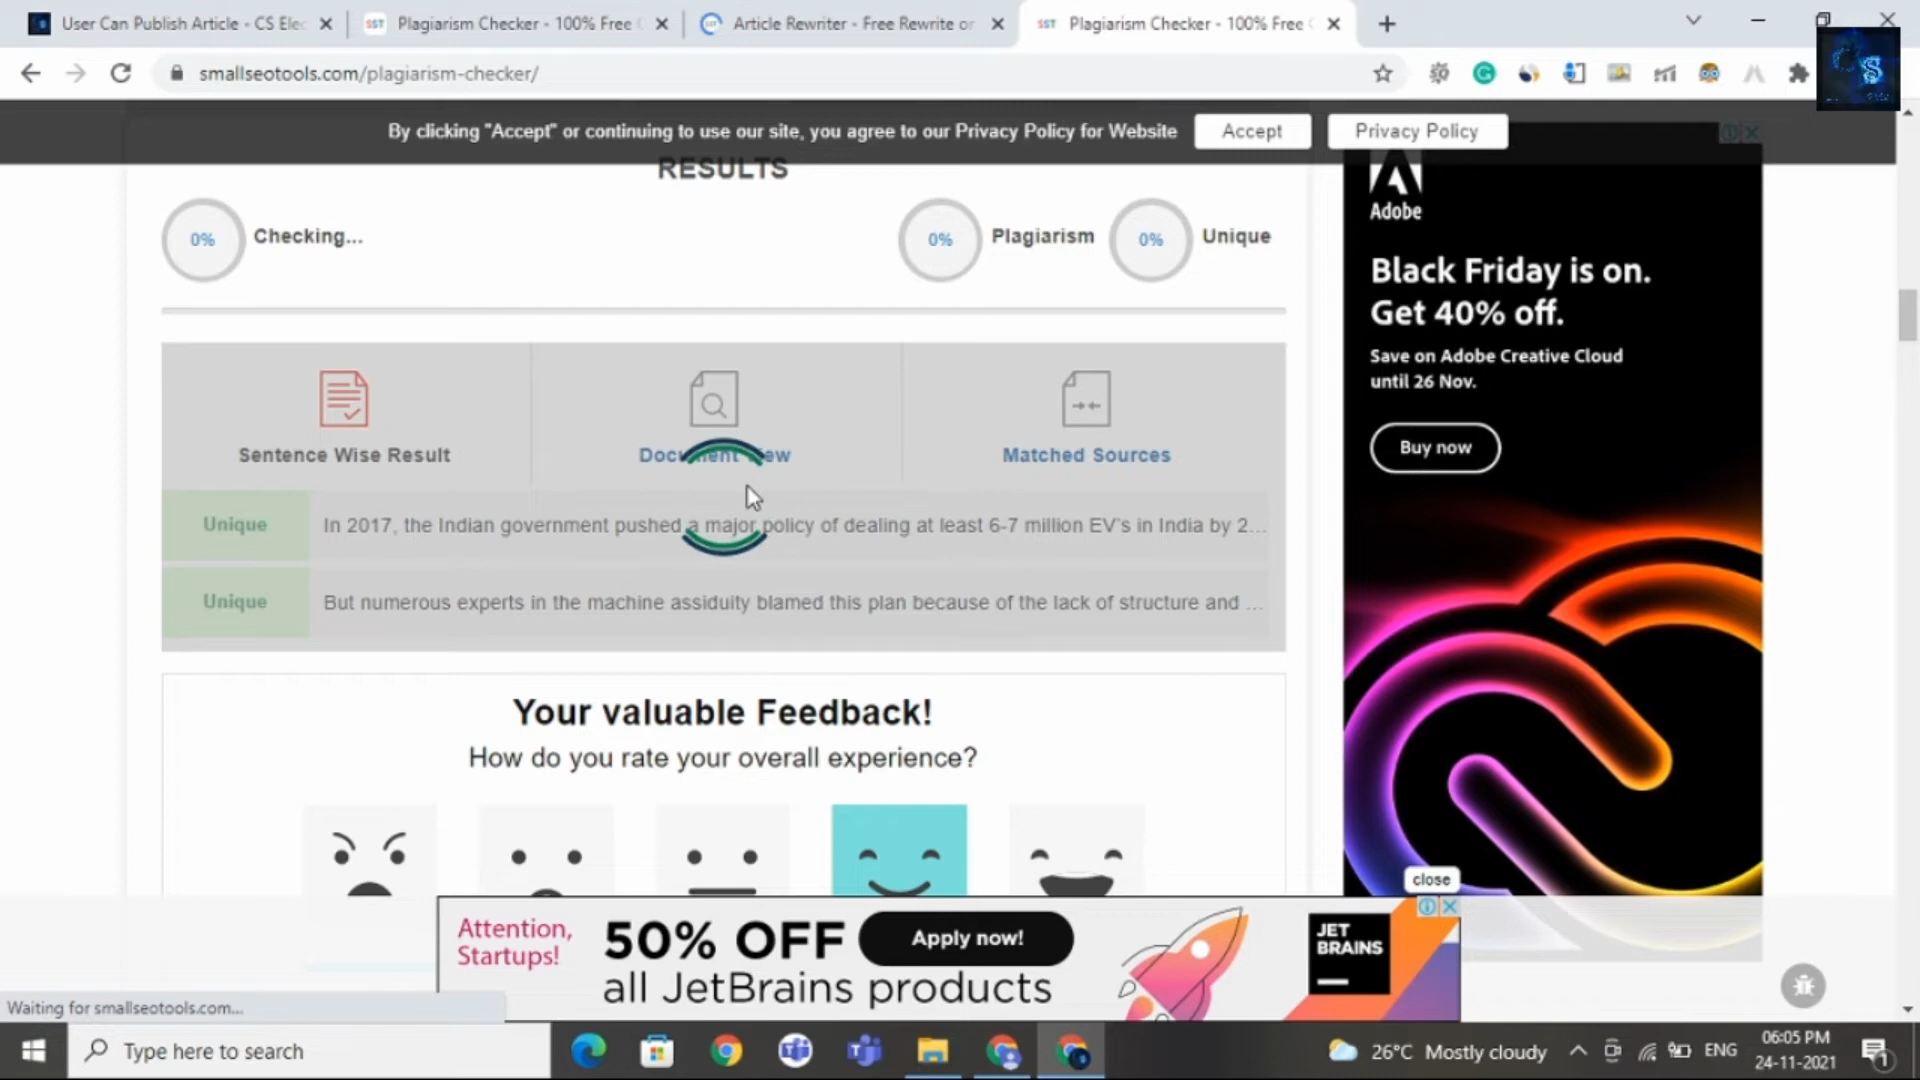 User Can Publish Article - CS Elec
SST Plagiarism Checker - 100% Free C
Article Rewriter - Free Rewrite or
SST Plagiarism Checker - 100% Free C
smallseotools.com/plagiarism-checker/
By clicking "Accept" or continuing to use our site, you agree to our Privacy Policy for Website
Accept
Privacy Policy
RESULTS
0% Checking...
0% Plagiarism
0% Unique
Sentence Wise Result
Matched Sources
Unique In 2017, the Indian government pushed a major policy of dealing at least 6-7 million EV's in India by 2...
Unique But numerous experts in the machine assiduity blamed this plan because of the lack of structure and ...
Your valuable Feedback!
How do you rate your overall experience?
Adobe
Black Friday is on.
Get 40% off.
Save on Adobe Creative Cloud
until 26 Nov.
Buy now
close
Attention,
Startups!
50% OFF
Apply now!
all JetBrains products
JET
BRAINS
Waiting for smallseotools.com...
Type here to search
26°C Mostly cloudy
ENG
06:05 PM
24-11-2021
1